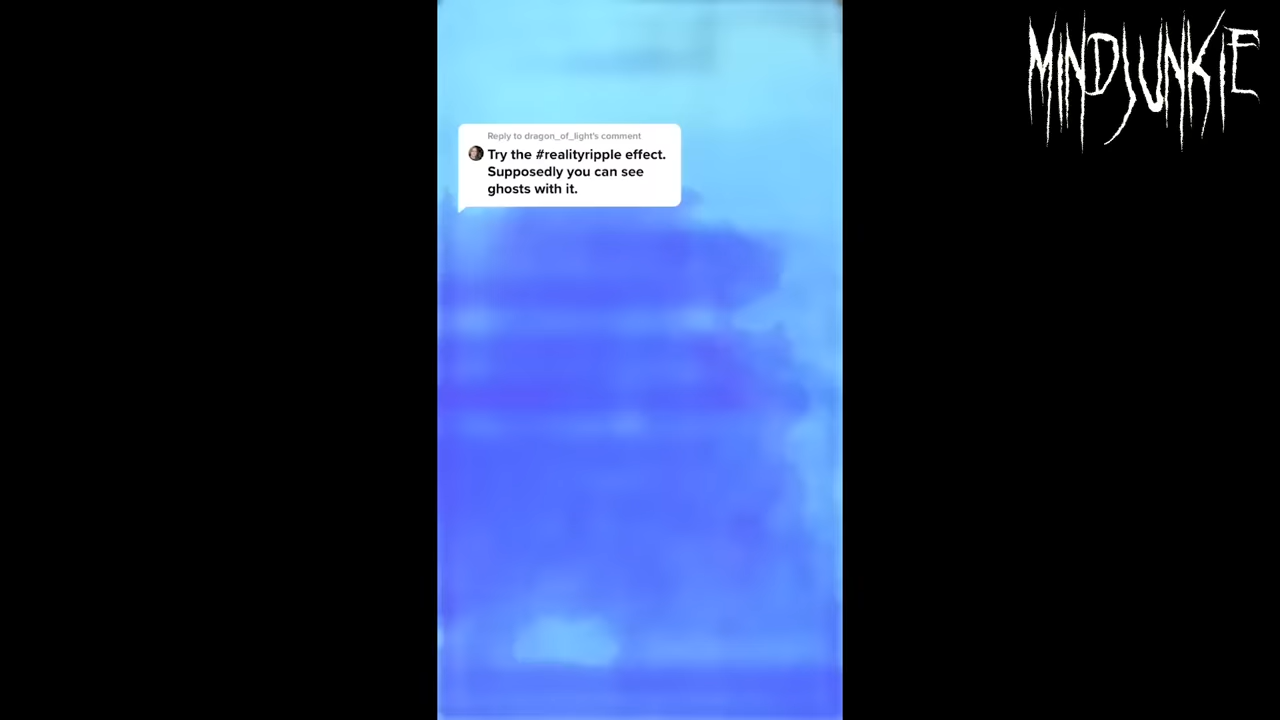 MINDJUNKIE
Reply to dragon_of_light's comment
Try the #realityripple effect.
Supposedly you can see
ghosts with it.